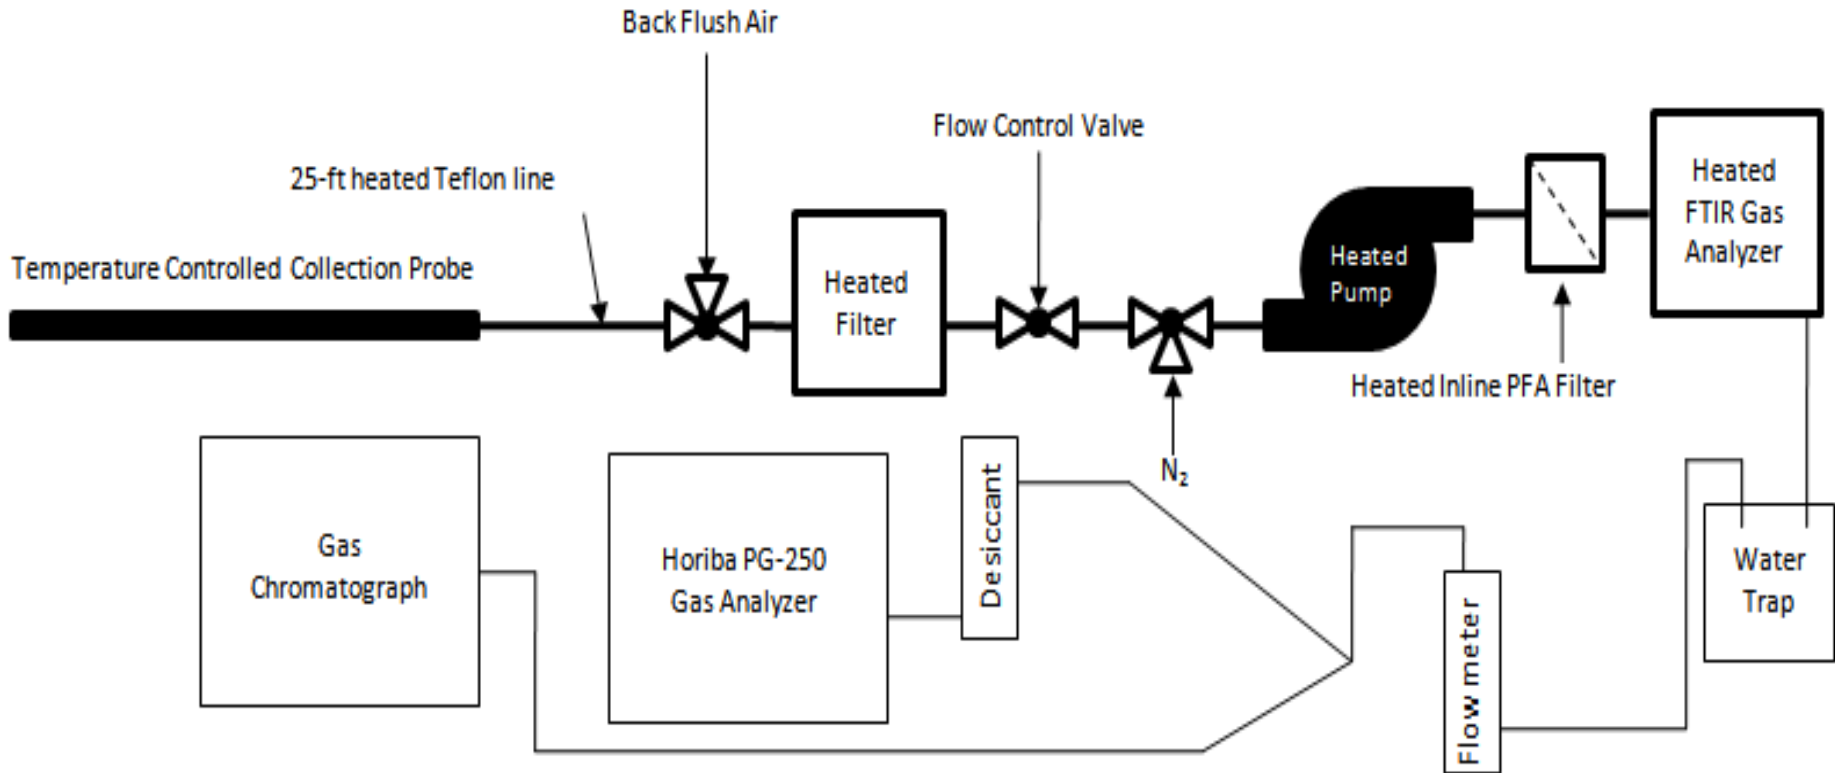 Back Flush Air
Flow Control Valve
25-ft heated Teflon line
Temperature Controlled Collection Probe
Heated
Filter
Heated
Pump
Heated
FTIR Gas
Analyzer
Heated Inline PFA Filter
N₂
Gas
Chromatograph
Horiba PG-250
Gas Analyzer
Desiccant
Flow meter
Water
Trap